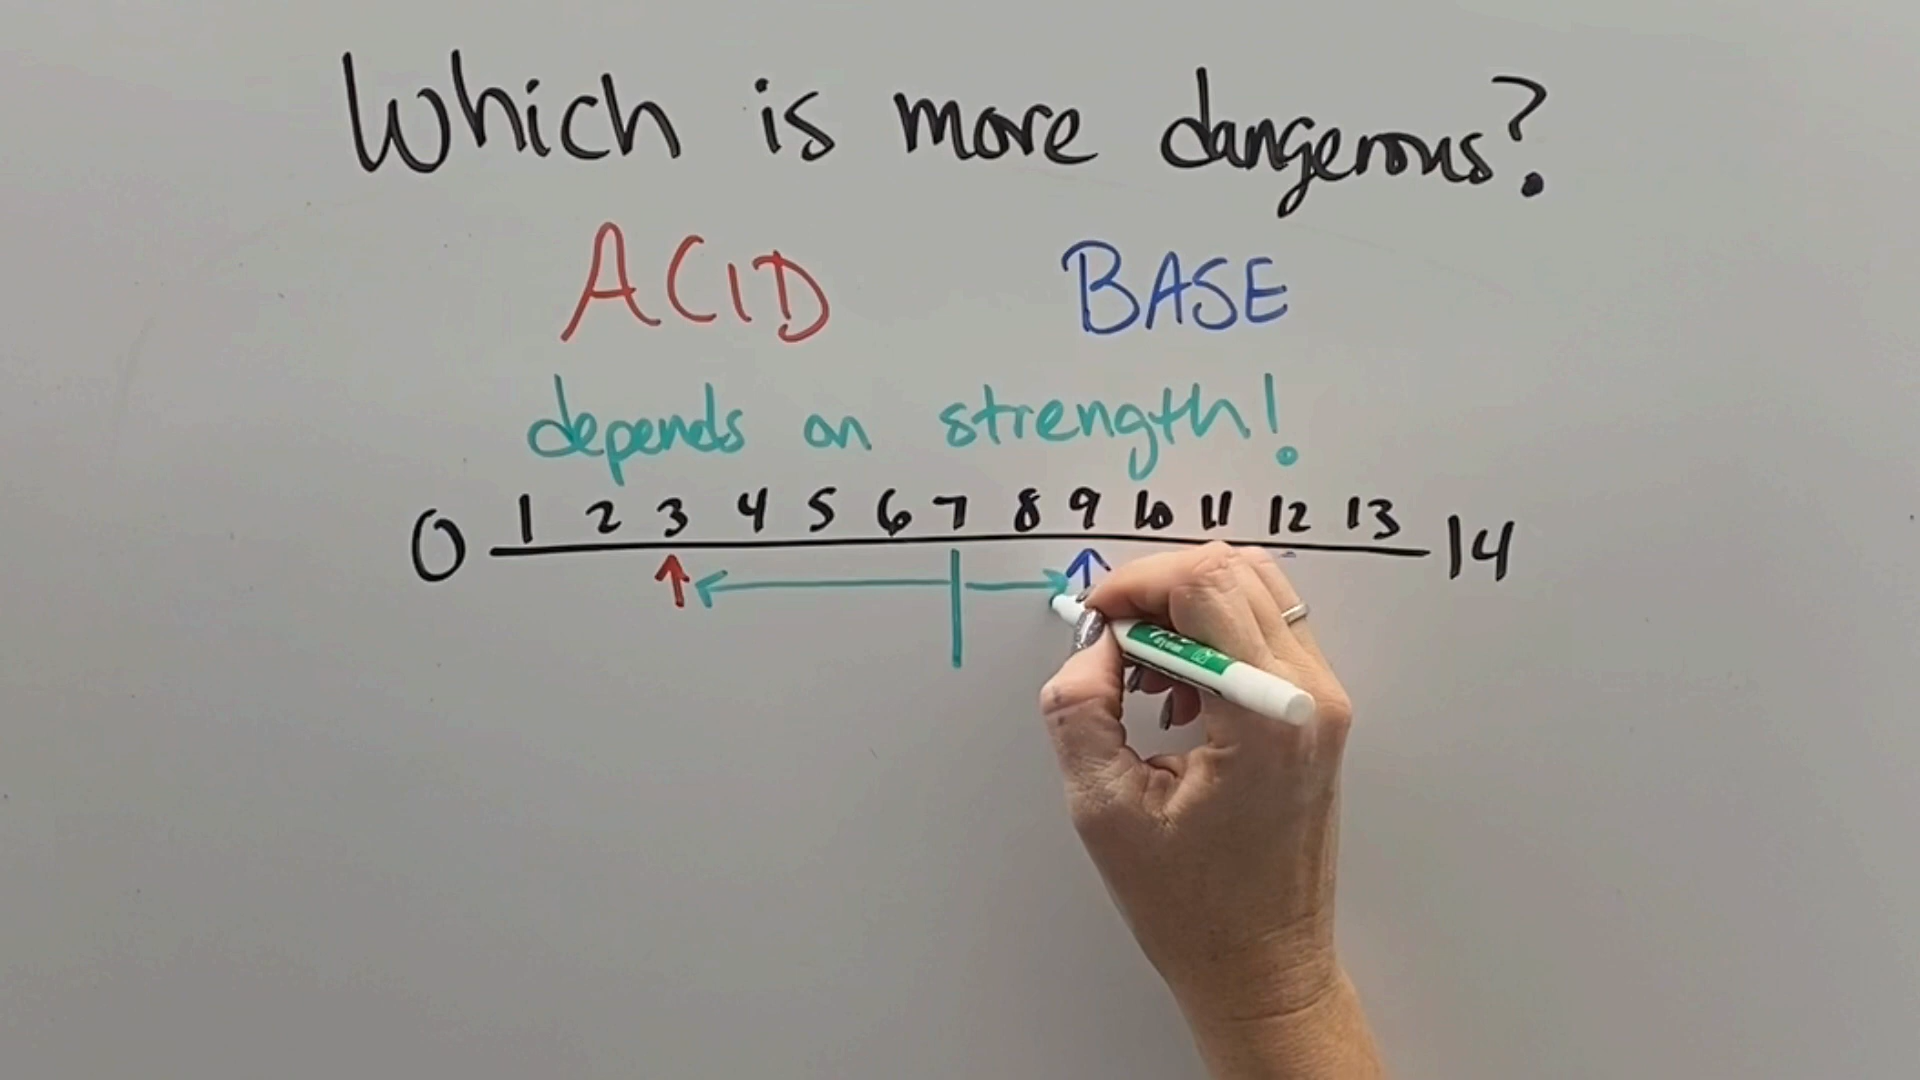 Which is more dangerous?
ACID BASE
depends on strength!
0 1 2 3 4 5 6 7 8 9 10 11 12 13 14